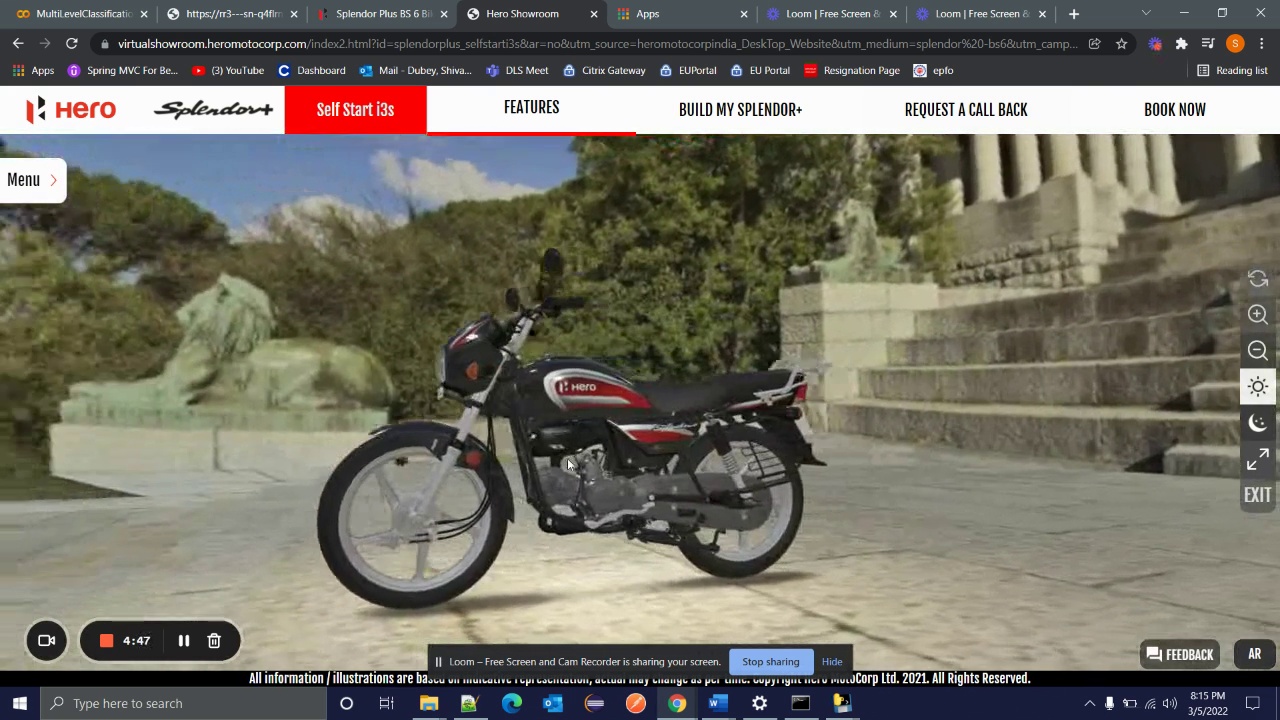 MultiLevelClassificatio
https://rr3---sn-q4flrn
Splendor Plus BS 6 Bik
Hero Showroom
Apps
Loom | Free Screen &
Loom | Free Screen &
virtualshowroom.heromotocorp.com/index2.html?id=splendorplus_selfstarti3s&at=no&utm_source=heromotocorpindia_DeskTop_Website&utm_medium=splendor%20-bs6&utm_camp...
S
Apps
Spring MVC For Be...
(3) YouTube
Dashboard
Mail - Dubey, Shiva...
DLS Meet
Citrix Gateway
EUPortal
EU Portal
Resignation Page
epfo
Reading list
Hero
Splendor+
Self Start i3s
FEATURES
BUILD MY SPLENDOR+
REQUEST A CALL BACK
BOOK NOW
Menu
Hero
EXIT
4:47
Loom – Free Screen and Cam Recorder is sharing your screen.
Stop sharing
Hide
FEEDBACK
AR
All information / illustrations are based on indicative representation, actual may change as per time. Copyright Hero MotoCorp Ltd. 2021. All Rights Reserved.
Type here to search
8:15 PM
3/5/2022